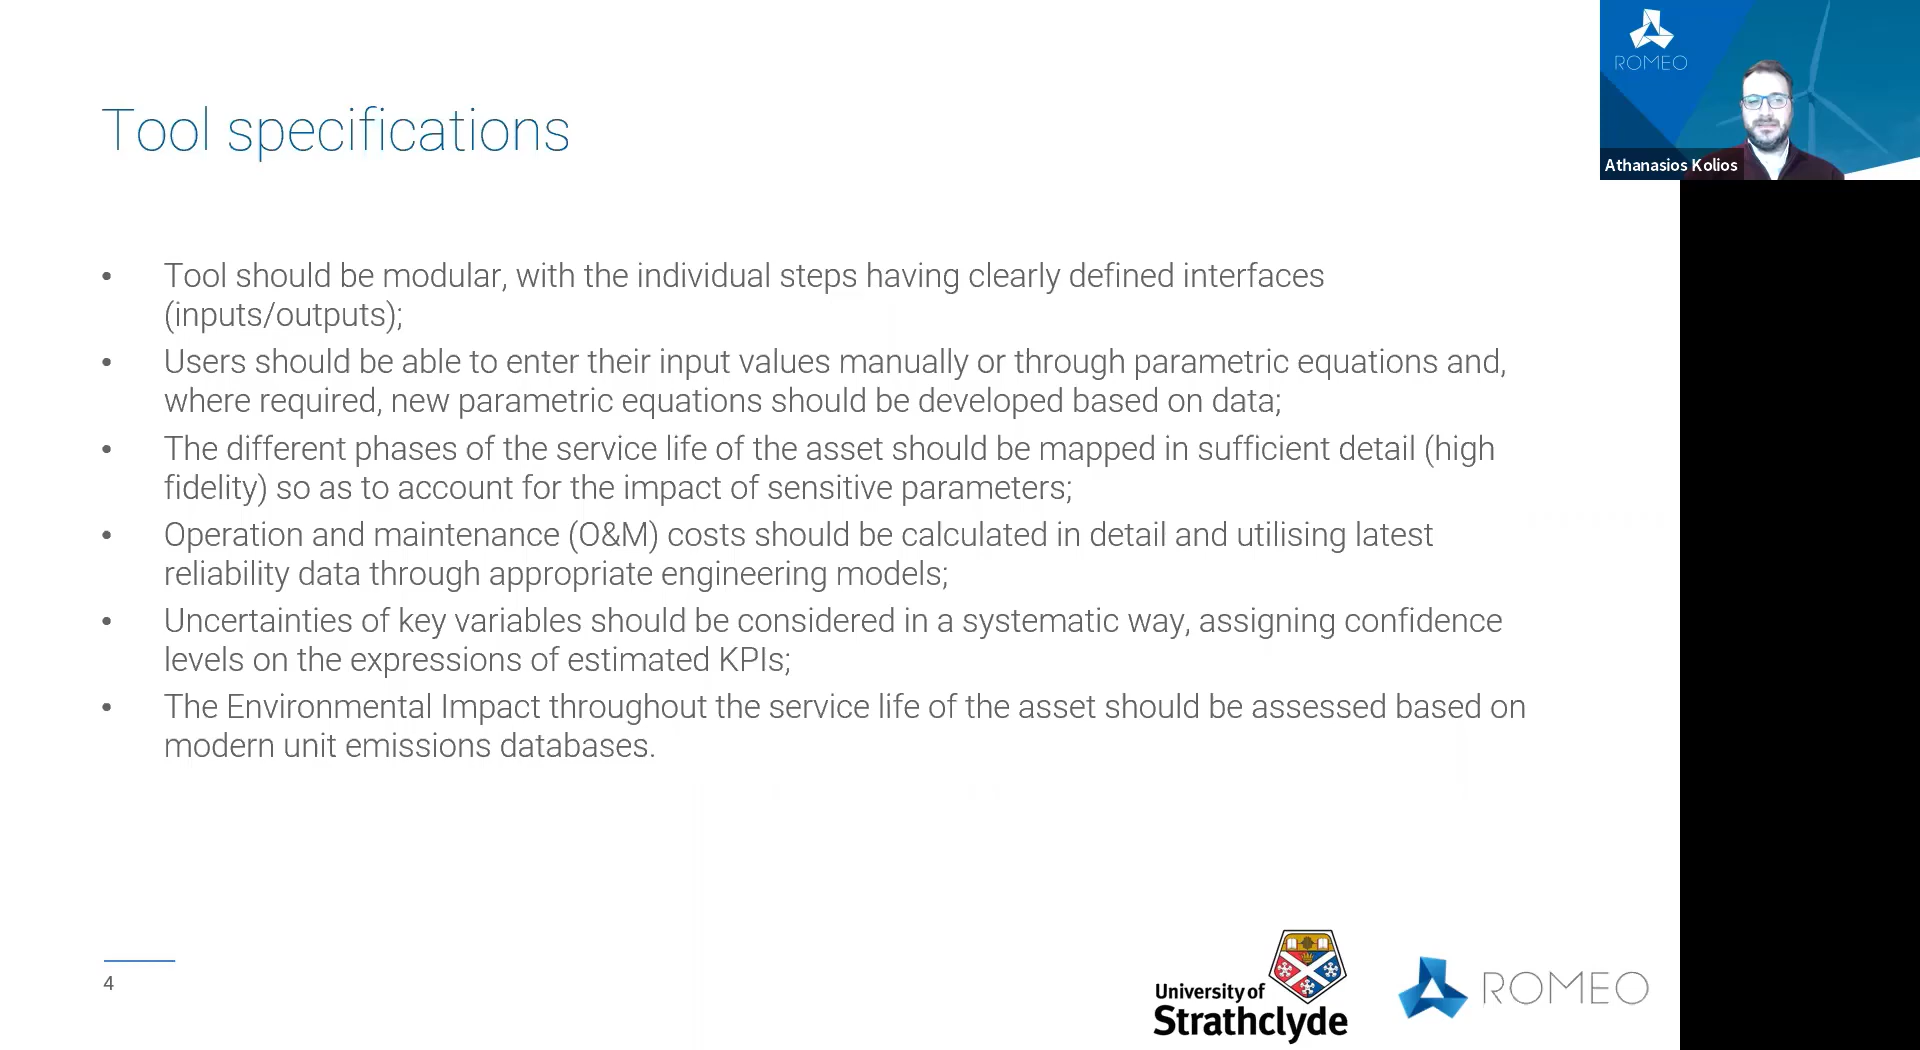 ROMEO
Athanasios Kolios
Tool specifications
• Tool should be modular, with the individual steps having clearly defined interfaces
(inputs/outputs);
• Users should be able to enter their input values manually or through parametric equations and,
where required, new parametric equations should be developed based on data;
• The different phases of the service life of the asset should be mapped in sufficient detail (high
fidelity) so as to account for the impact of sensitive parameters;
• Operation and maintenance (O&M) costs should be calculated in detail and utilising latest
reliability data through appropriate engineering models;
• Uncertainties of key variables should be considered in a systematic way, assigning confidence
levels on the expressions of estimated KPIs;
• The Environmental Impact throughout the service life of the asset should be assessed based on
modern unit emissions databases.
4
University of
Strathclyde
ROMEO